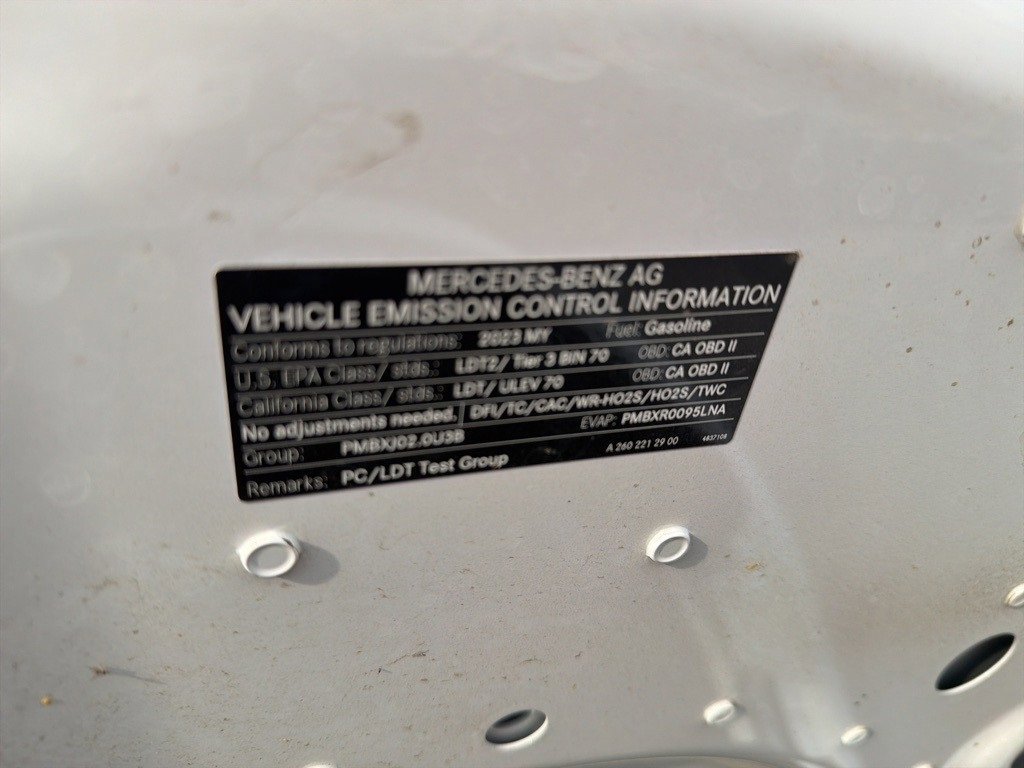 MERCEDES-BENZ AG
VEHICLE EMISSION CONTROL INFORMATION
Conforms to regulations: 2023 MY Fuel: Gasoline
U.S. EPA Class/ stds.: LDT2/ Tier 3 BIN 70 OBD: CA OBD II
California Class/ stds.: LDT/ ULEV 70 OBD: CA OBD II
No adjustments needed. DFI/TC/CAC/WR-HO2S/HO2S/TWC
Group: PMBXJ02.0U3B EVAP: PMBXR0095LNA
Remarks: PC/LDT Test Group A 260 221 29 00 4837108